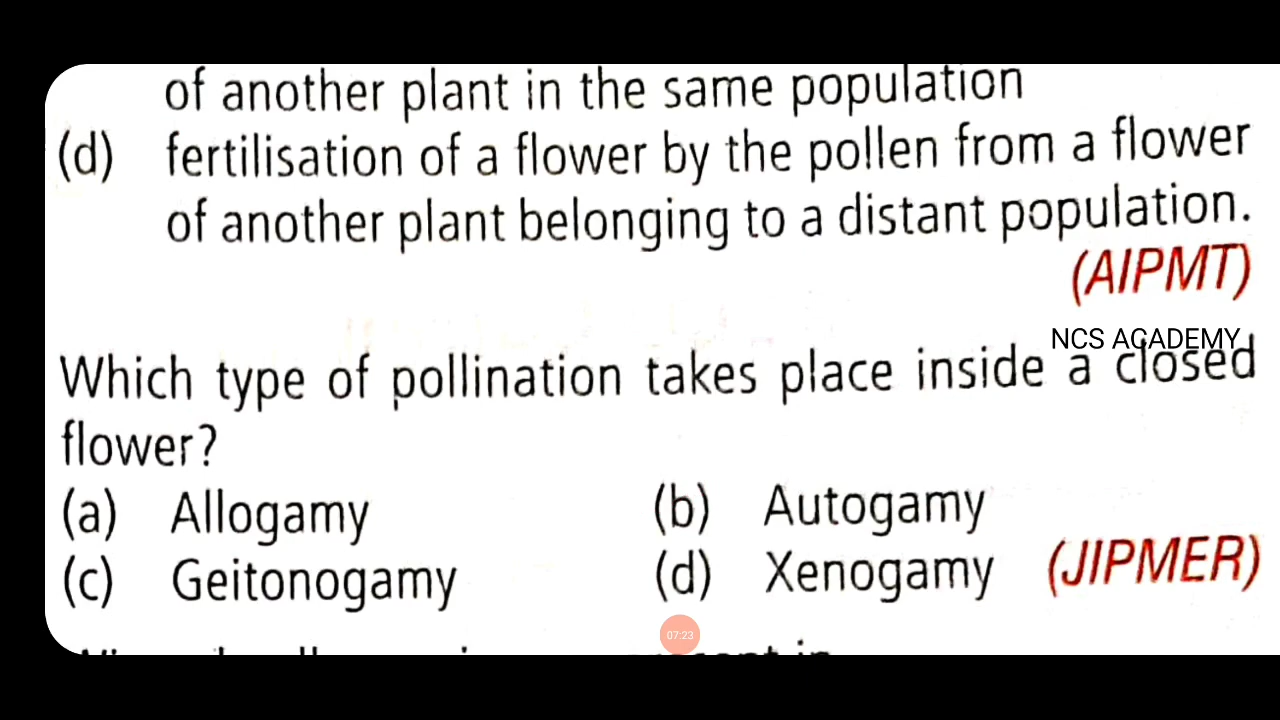 of another plant in the same population
(d) fertilisation of a flower by the pollen from a flower
of another plant belonging to a distant population.
(AIPMT)
NCS ACADEMY
Which type of pollination takes place inside a closed
flower?
(a) Allogamy (b) Autogamy
(c) Geitonogamy (d) Xenogamy (JIPMER)
07:23